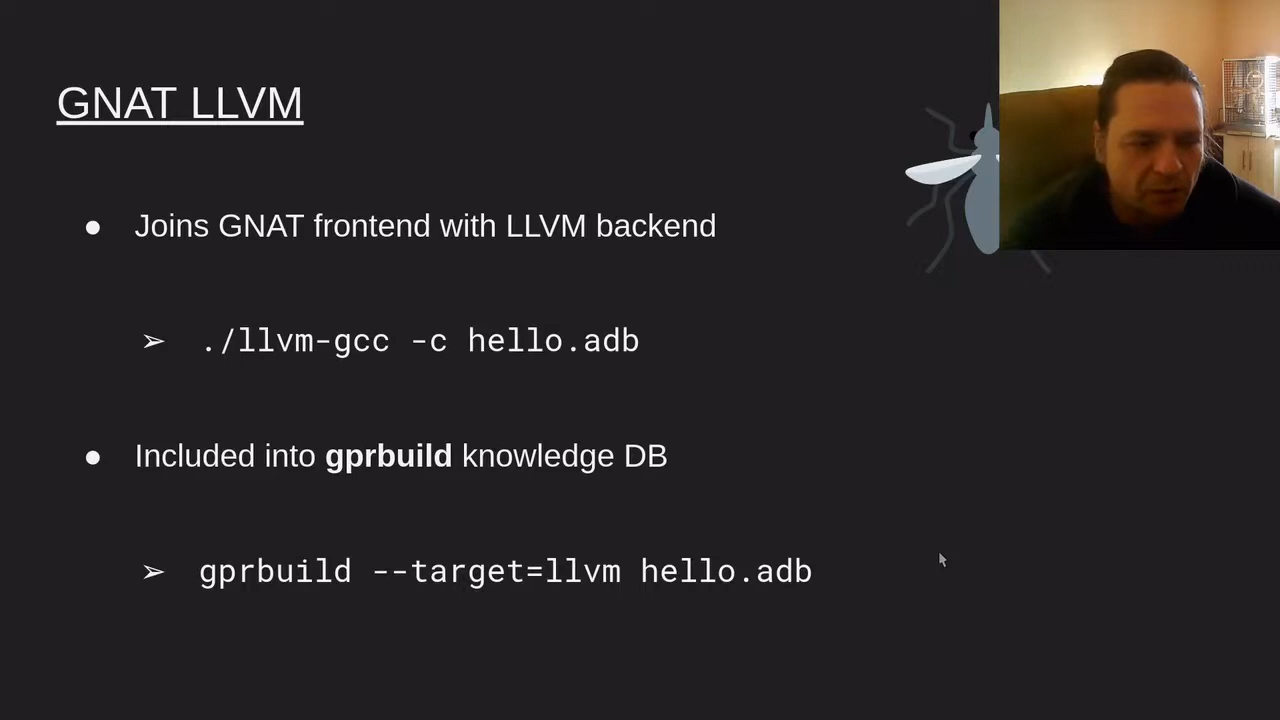 GNAT LLVM
● Joins GNAT frontend with LLVM backend
➢ ./llvm-gcc -c hello.adb
● Included into gprbuild knowledge DB
➢ gprbuild --target=llvm hello.adb